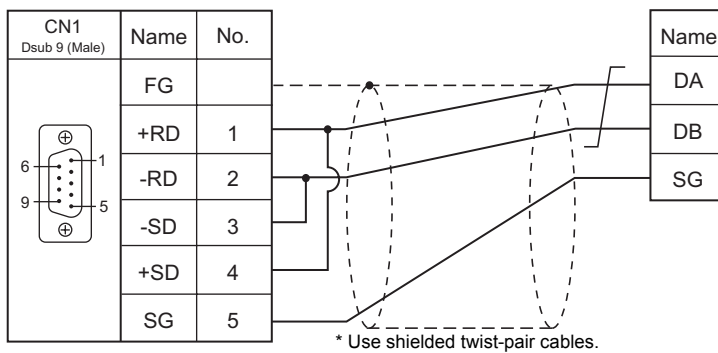 CN1
Dsub 9 (Male)
Name No.
FG
+RD 1
-RD 2
-SD 3
+SD 4
SG 5
6
1
9
5
Name
DA
DB
SG
* Use shielded twist-pair cables.